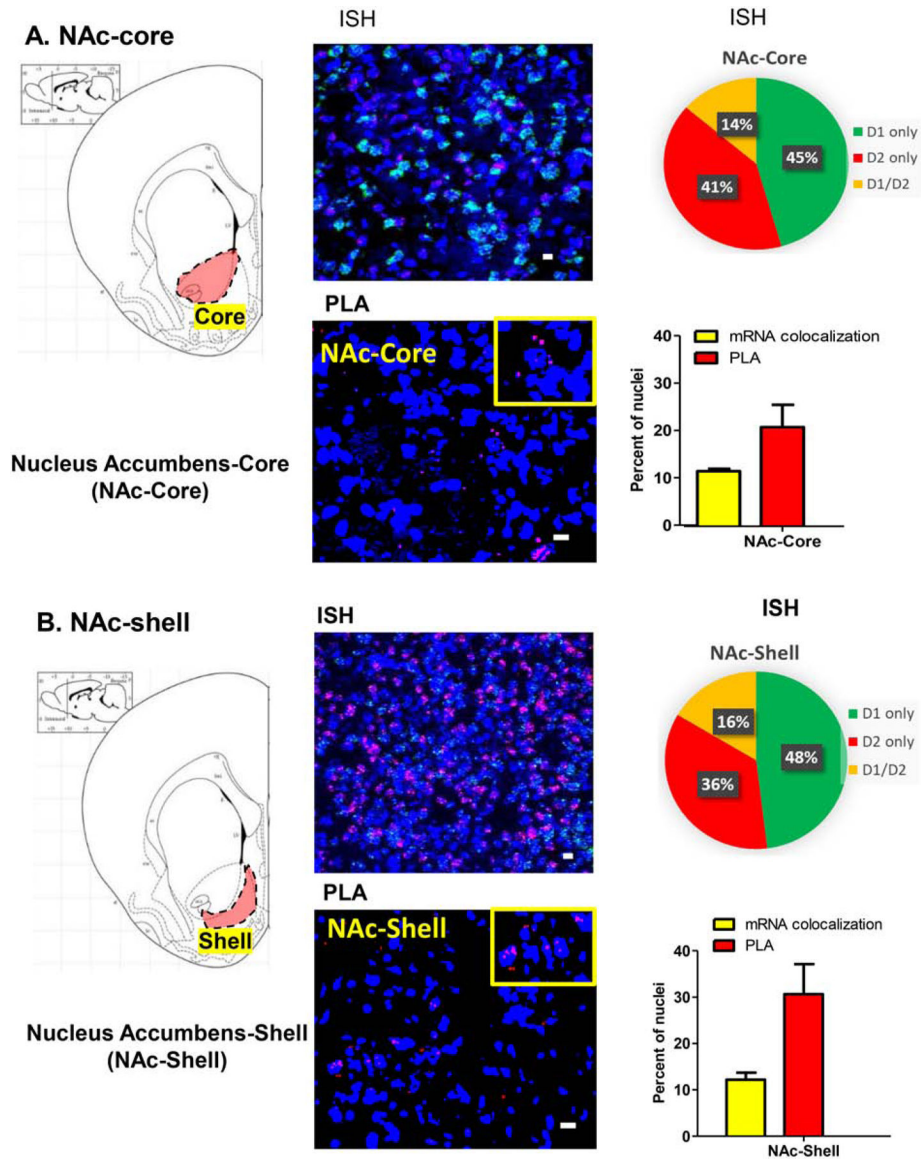 A. NAc-core
ISH
ISH
NAc-Core
14%
45%
41%
D1 only
D2 only
D1/D2
Core
PLA
NAc-Core
Nucleus Accumbens-Core
(NAc-Core)
mRNA colocalization
PLA
Percent of nuclei
40
30
20
10
0
NAc-Core
B. NAc-shell
ISH
ISH
NAc-Shell
16%
48%
36%
D1 only
D2 only
D1/D2
Shell
PLA
NAc-Shell
Nucleus Accumbens-Shell
(NAc-Shell)
mRNA colocalization
PLA
Percent of nuclei
40
30
20
10
0
NAc-Shell